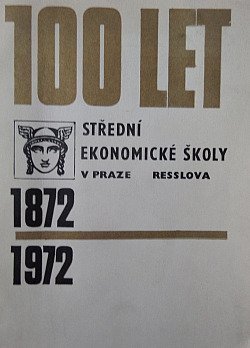 100 LET
STŘEDNÍ
EKONOMICKÉ ŠKOLY
V PRAZE RESSLOVA
1872
1972